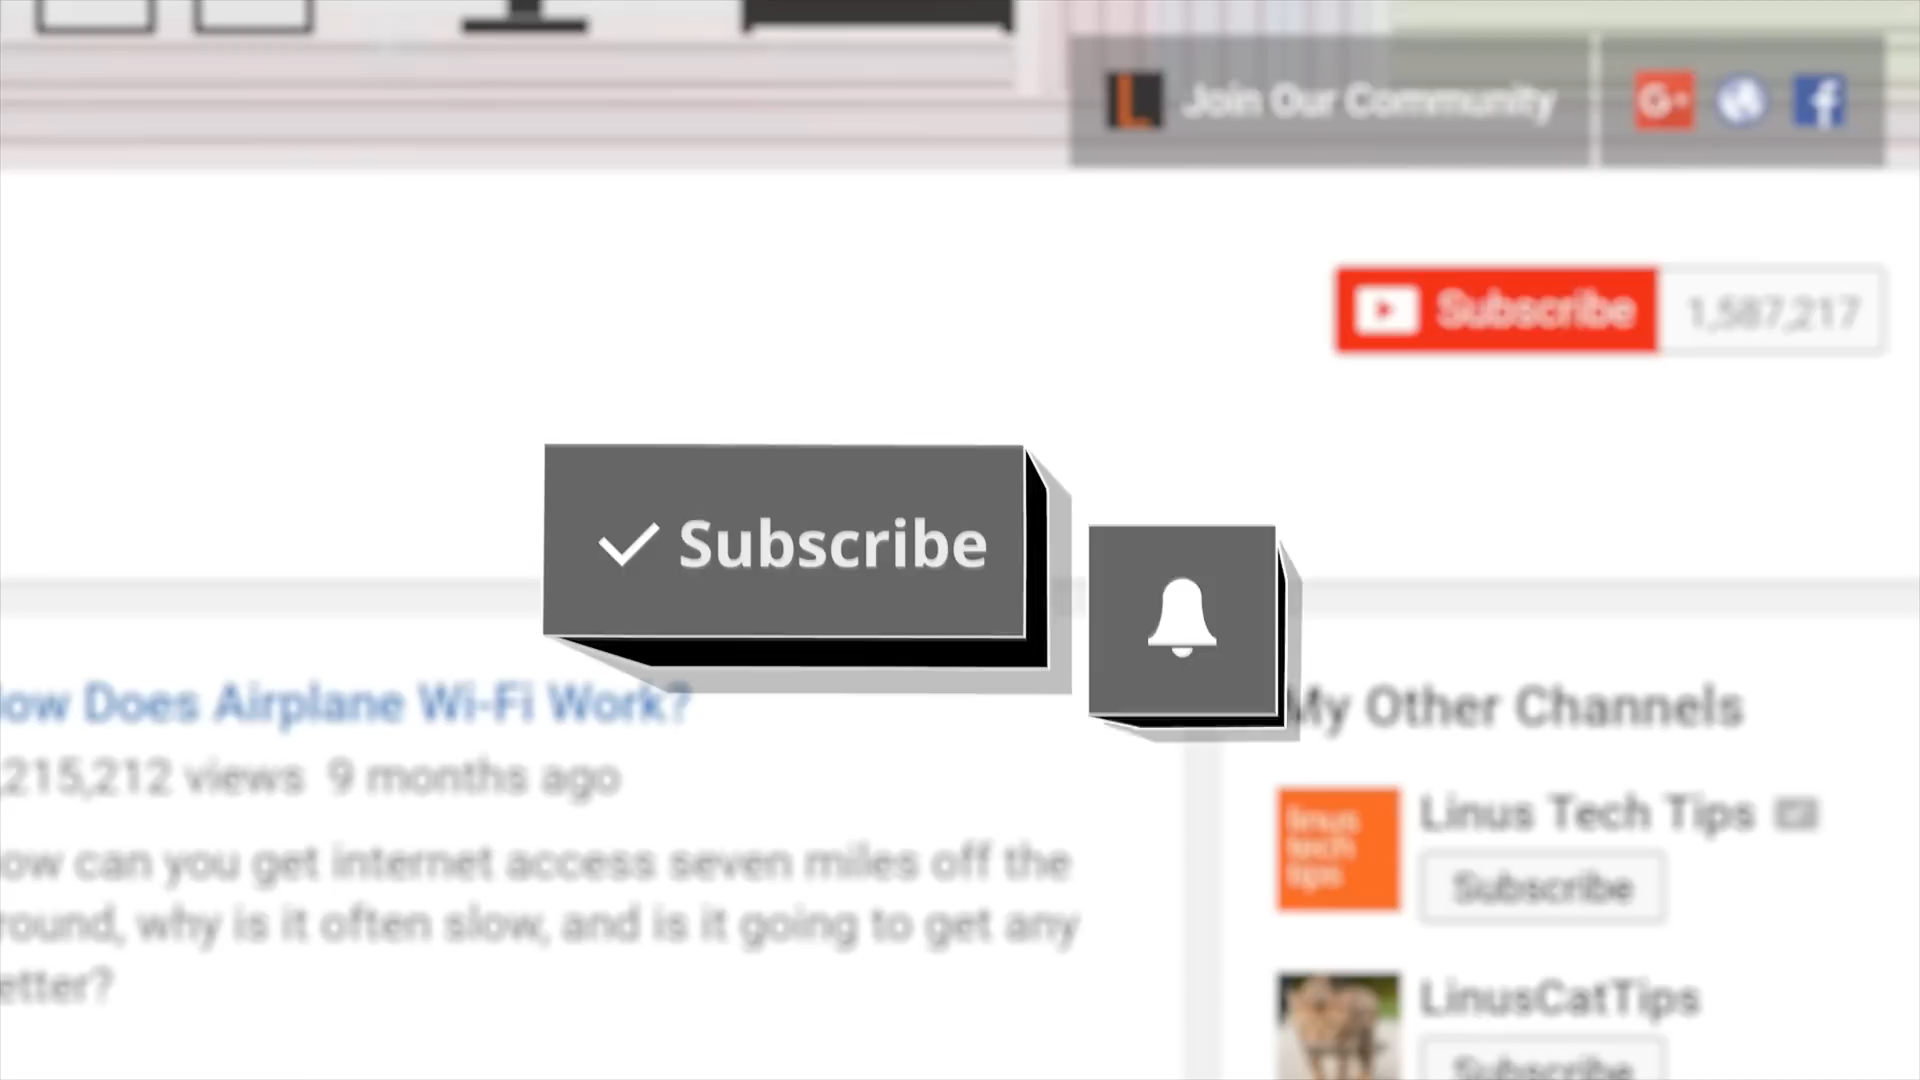 Join Our Community
G+
Subscribe 1,587,217
Subscribe
How Does Airplane Wi-Fi Work?
,215,212 views 9 months ago
ow can you get internet access seven miles off the
round, why is it often slow, and is it going to get any
etter?
My Other Channels
linus
tech
tips
Linus Tech Tips
Subscribe
LinusCatTips
Subscribe